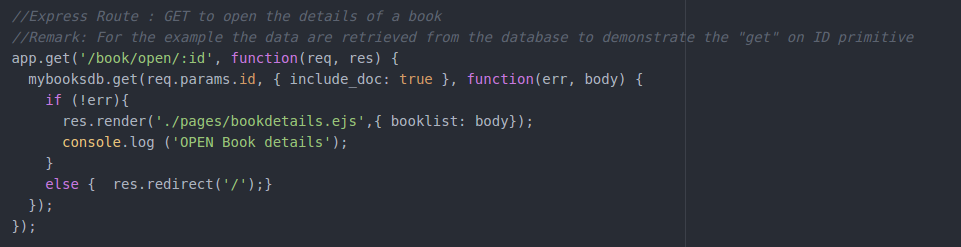 //Express Route : GET to open the details of a book
//Remark: For the example the data are retrieved from the database to demonstrate the "get" on ID primitive
app.get('/book/open/:id', function(req, res) {
  mybooksdb.get(req.params.id, { include_doc: true }, function(err, body) {
    if (!err){
      res.render('./pages/bookdetails.ejs',{ booklist: body});
      console.log ('OPEN Book details');
    }
    else {  res.redirect('/');}
  });
});